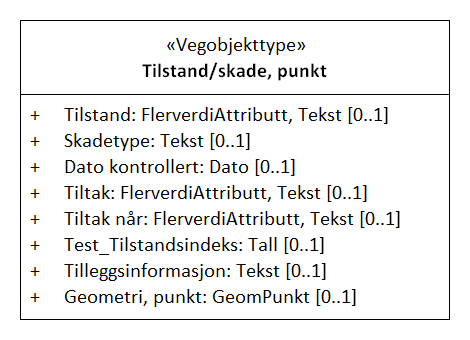 «Vegobjekttype»
Tilstand/skade, punkt
+ Tilstand: FlerverdiAttributt, Tekst [0..1]
+ Skadetype: Tekst [0..1]
+ Dato kontrollert: Dato [0..1]
+ Tiltak: FlerverdiAttributt, Tekst [0..1]
+ Tiltak når: FlerverdiAttributt, Tekst [0..1]
+ Test_Tilstandsindeks: Tall [0..1]
+ Tilleggsinformasjon: Tekst [0..1]
+ Geometri, punkt: GeomPunkt [0..1]